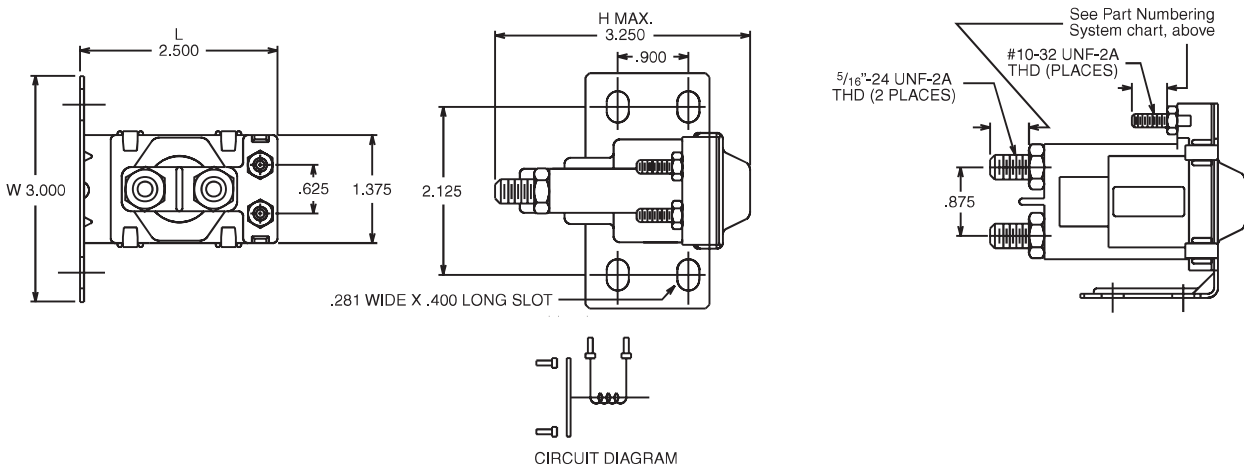 L
2.500
W 3.000
.625
1.375
H MAX.
3.250
.900
2.125
.281 WIDE X .400 LONG SLOT
See Part Numbering
System chart, above
#10-32 UNF-2A
THD (PLACES)
5/16"-24 UNF-2A
THD (2 PLACES)
.875
CIRCUIT DIAGRAM